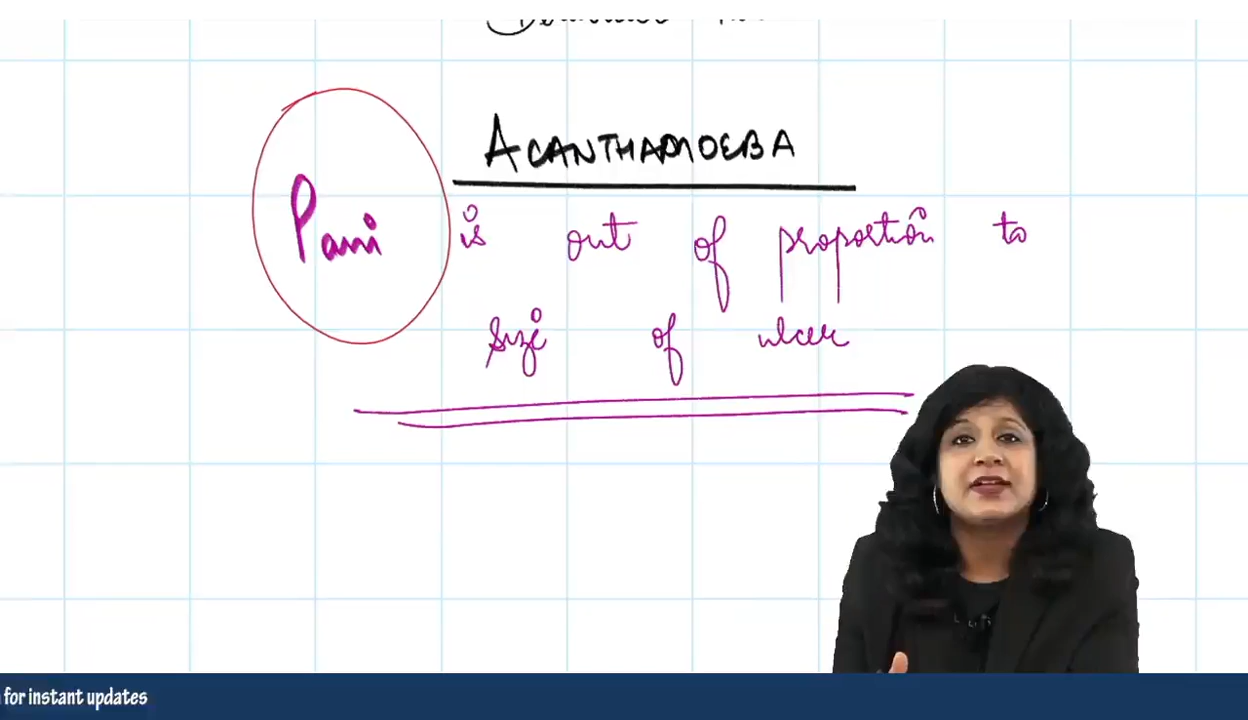 ACANTHAMOEBA
Pain is out of proportion to
size of ulcer
for instant updates